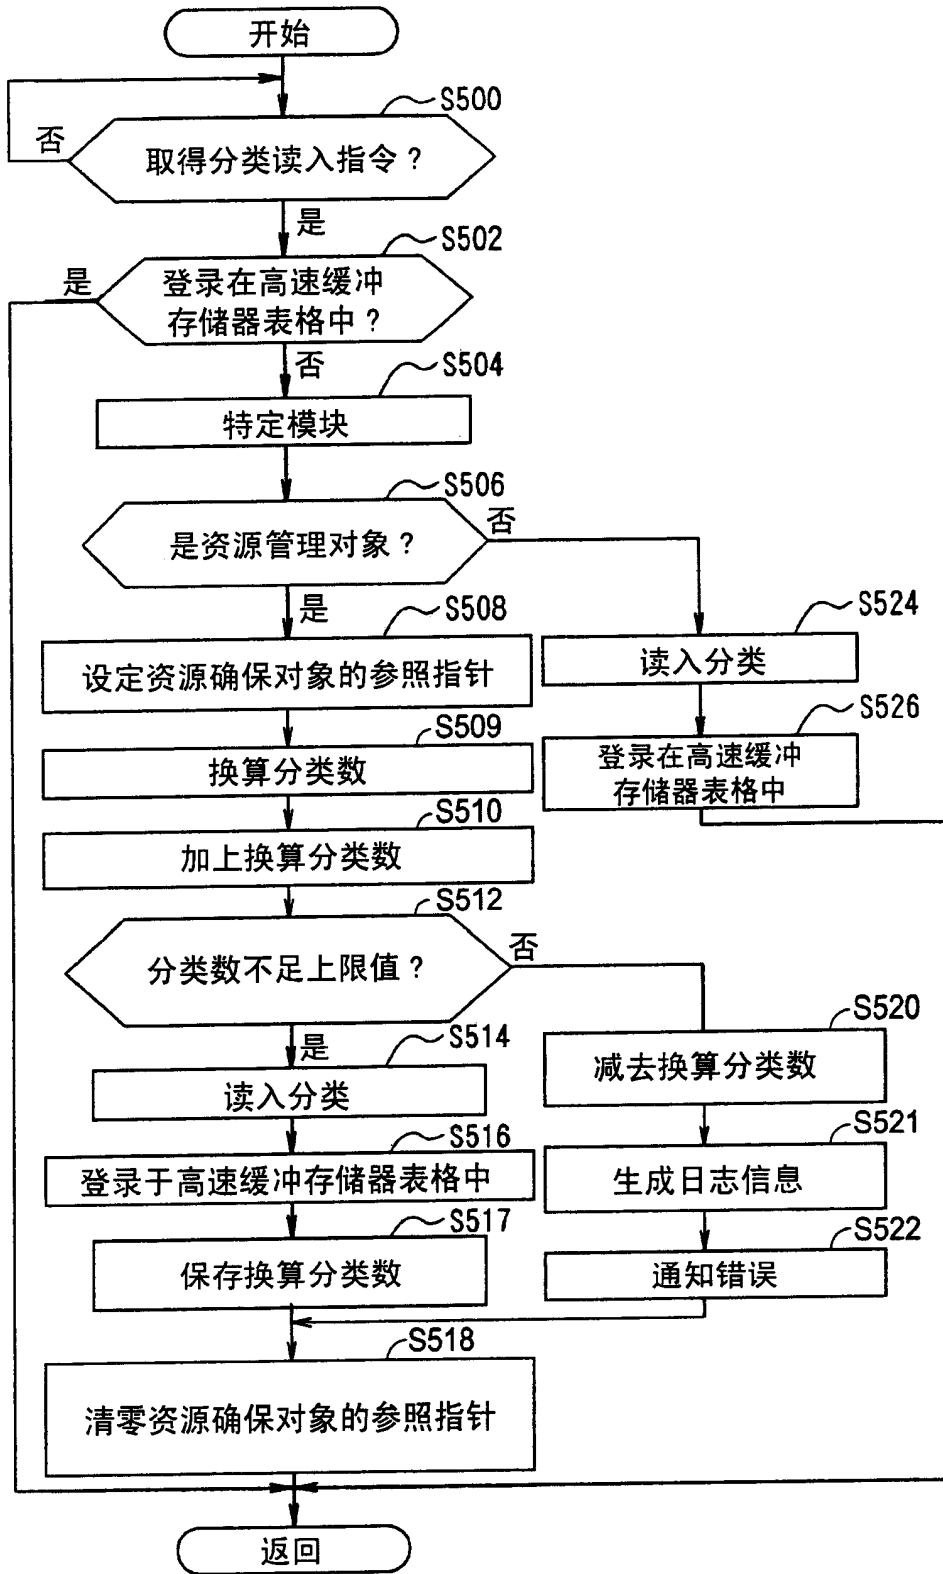 开始
S500
否
取得分类读入指令？
是
S502
是
登录在高速缓冲
存储器表格中？
否
S504
特定模块
S506
否
是资源管理对象？
是
S508
设定资源确保对象的参照指针
S524
读入分类
S509
换算分类数
S526
登录在高速缓冲
存储器表格中
S510
加上换算分类数
S512
否
分类数不足上限值？
是
S514
读入分类
S520
减去换算分类数
S516
登录于高速缓冲存储器表格中
S521
生成日志信息
S517
保存换算分类数
S522
通知错误
S518
清零资源确保对象的参照指针
返回